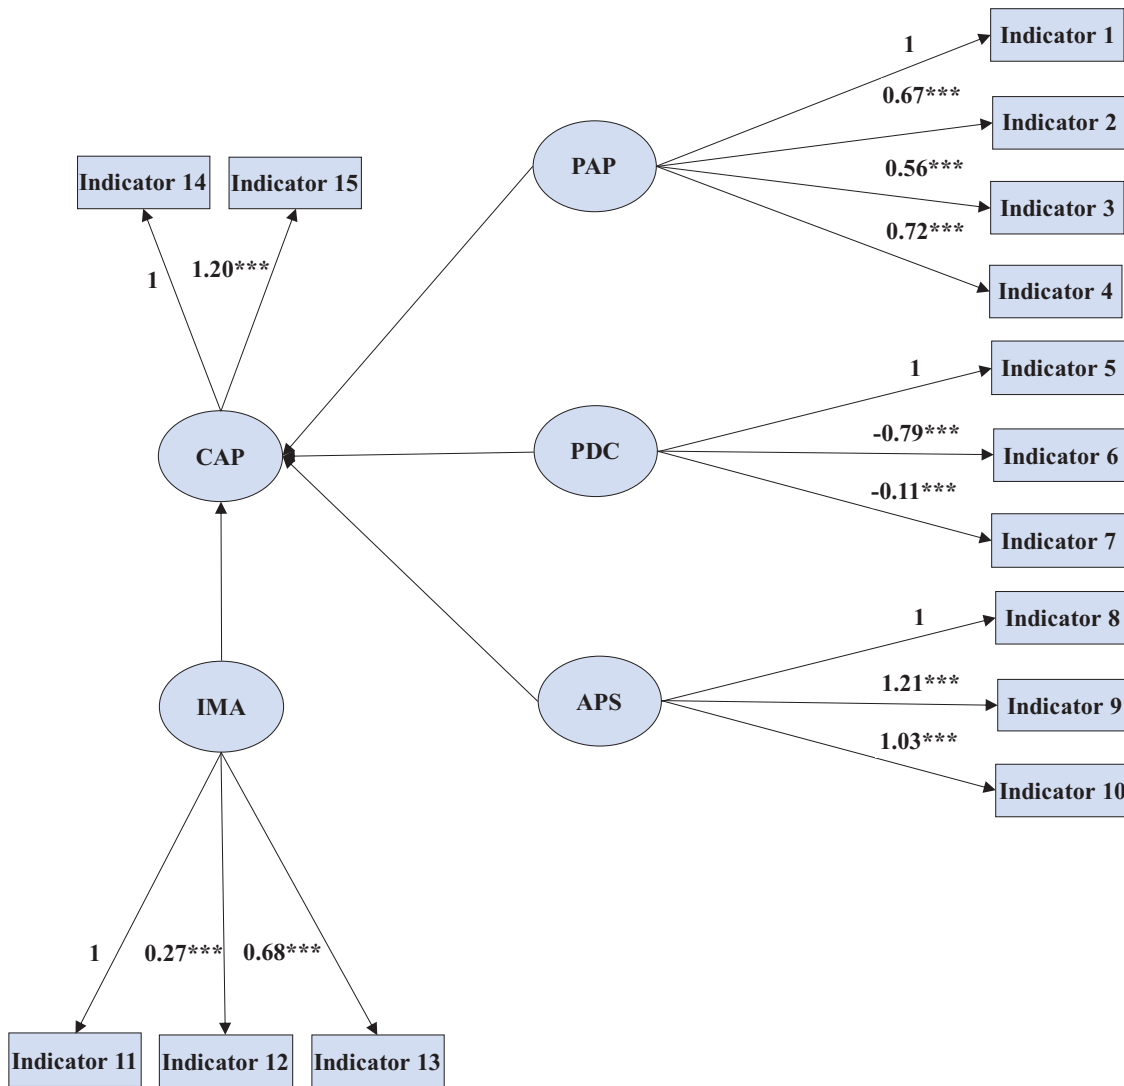 Indicator 1
1
0.67***
Indicator 2
PAP
0.56***
Indicator 3
0.72***
Indicator 4
Indicator 14
Indicator 15
1
1.20***
CAP
PDC
1
Indicator 5
-0.79***
Indicator 6
-0.11***
Indicator 7
APS
1
Indicator 8
1.21***
Indicator 9
1.03***
Indicator 10
IMA
1
0.27***
0.68***
Indicator 11
Indicator 12
Indicator 13